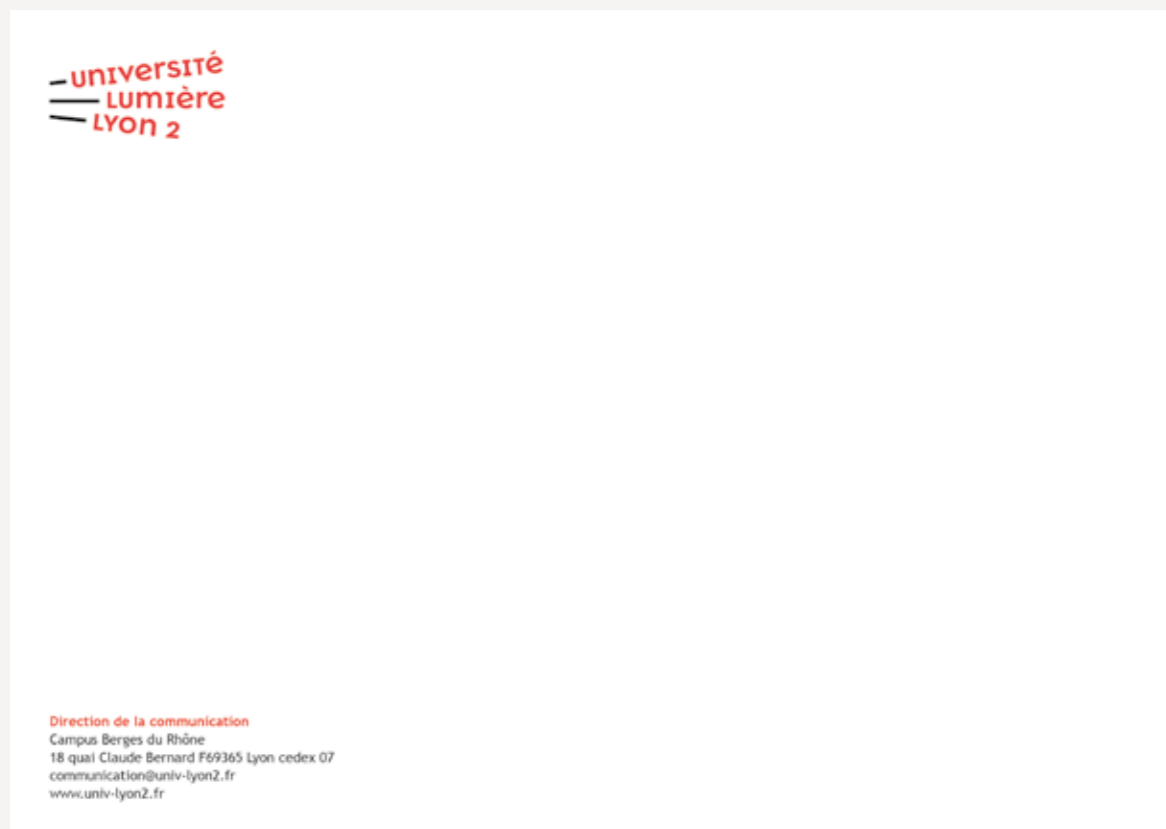 université
Lumière
Lyon 2
Direction de la communication
Campus Berges du Rhône
18 quai Claude Bernard F69365 Lyon cedex 07
communication@univ-lyon2.fr
www.univ-lyon2.fr